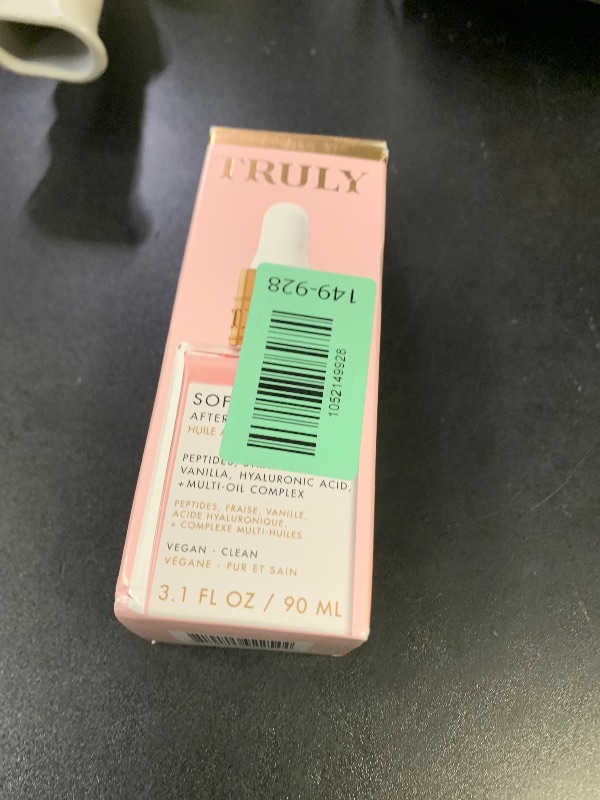 TRULY
149-928
1052149928
SOF
AFTER
HUILE
PEPTIDES,
VANILLA, HYALURONIC ACID,
+MULTI-OIL COMPLEX
PEPTIDES, FRAISE, VANILLE,
ACIDE HYALURONIQUE,
+ COMPLEXE MULTI-HUILES
VEGAN · CLEAN
VÉGANE · PUR ET SAIN
3.1 FL OZ / 90 ML